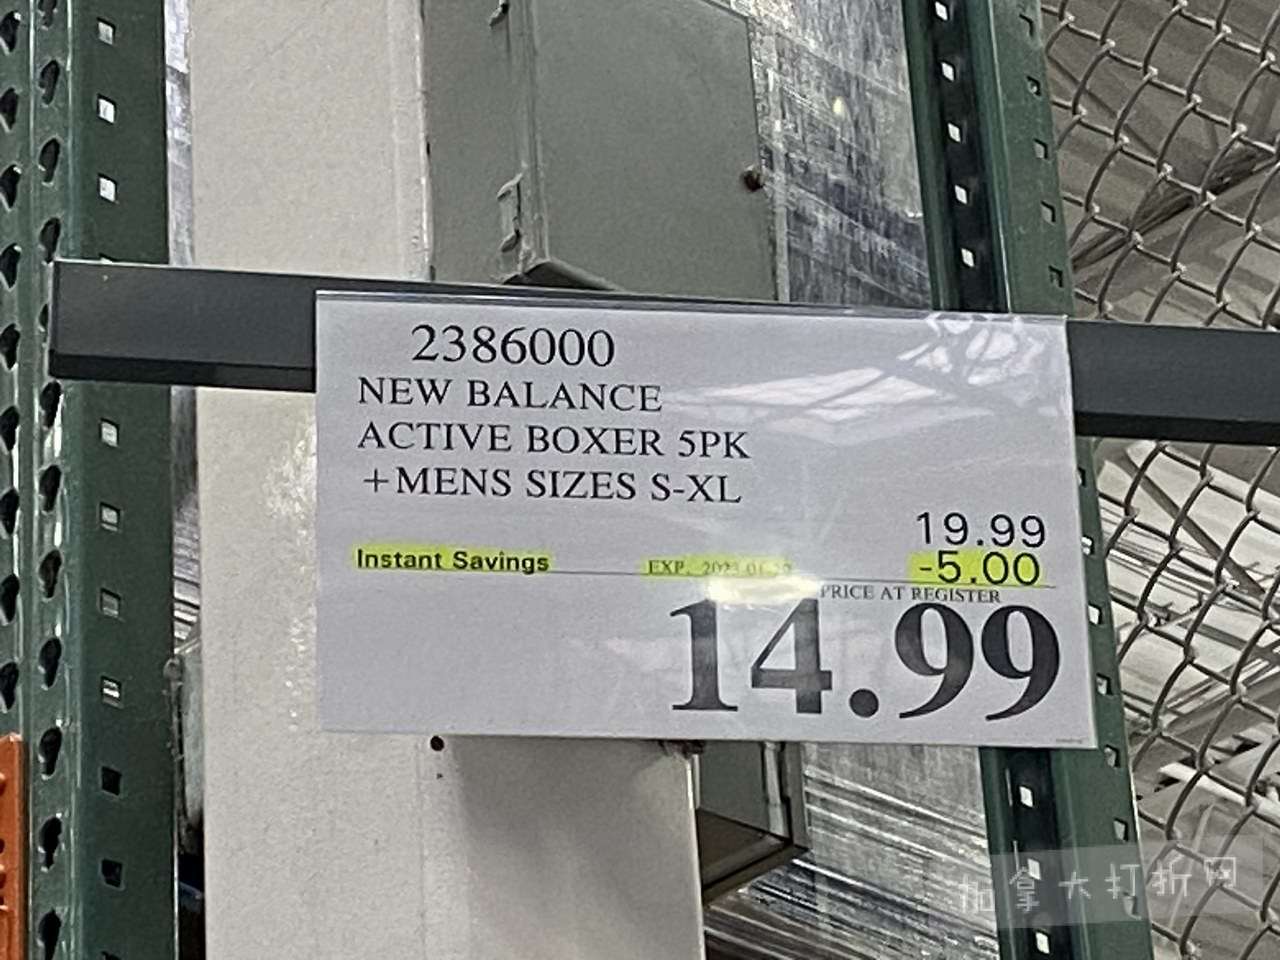 2386000
NEW BALANCE
ACTIVE BOXER 5PK
+MENS SIZES S-XL
19.99
Instant Savings EXP. -5.00
PRICE AT REGISTER
14.99
加拿大打折网